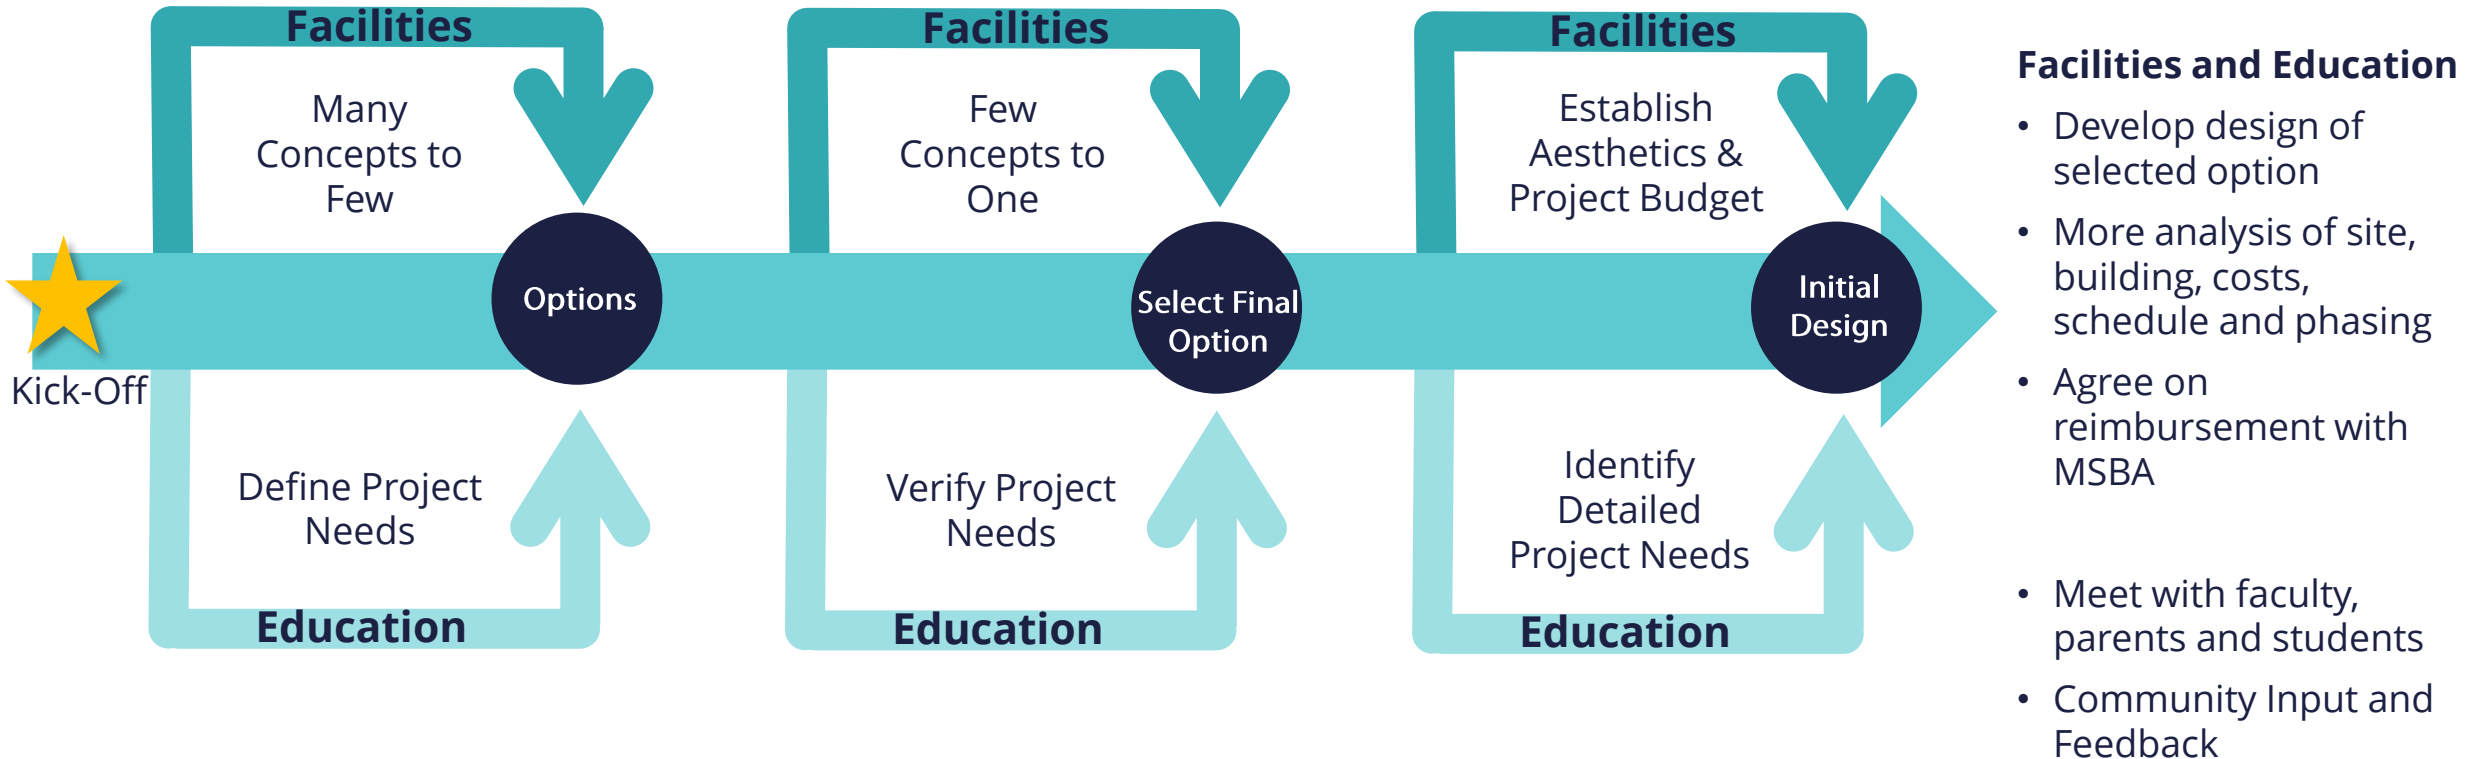 Facilities
Many
Concepts to
Few
Options
Kick-Off
Define Project
Needs
Education
Facilities
Few
Concepts to
One
Select Final
Option
Verify Project
Needs
Education
Facilities
Establish
Aesthetics &
Project Budget
Initial
Design
Identify
Detailed
Project Needs
Education
Facilities and Education
• Develop design of
selected option
• More analysis of site,
building, costs,
schedule and phasing
• Agree on
reimbursement with
MSBA
• Meet with faculty,
parents and students
• Community Input and
Feedback